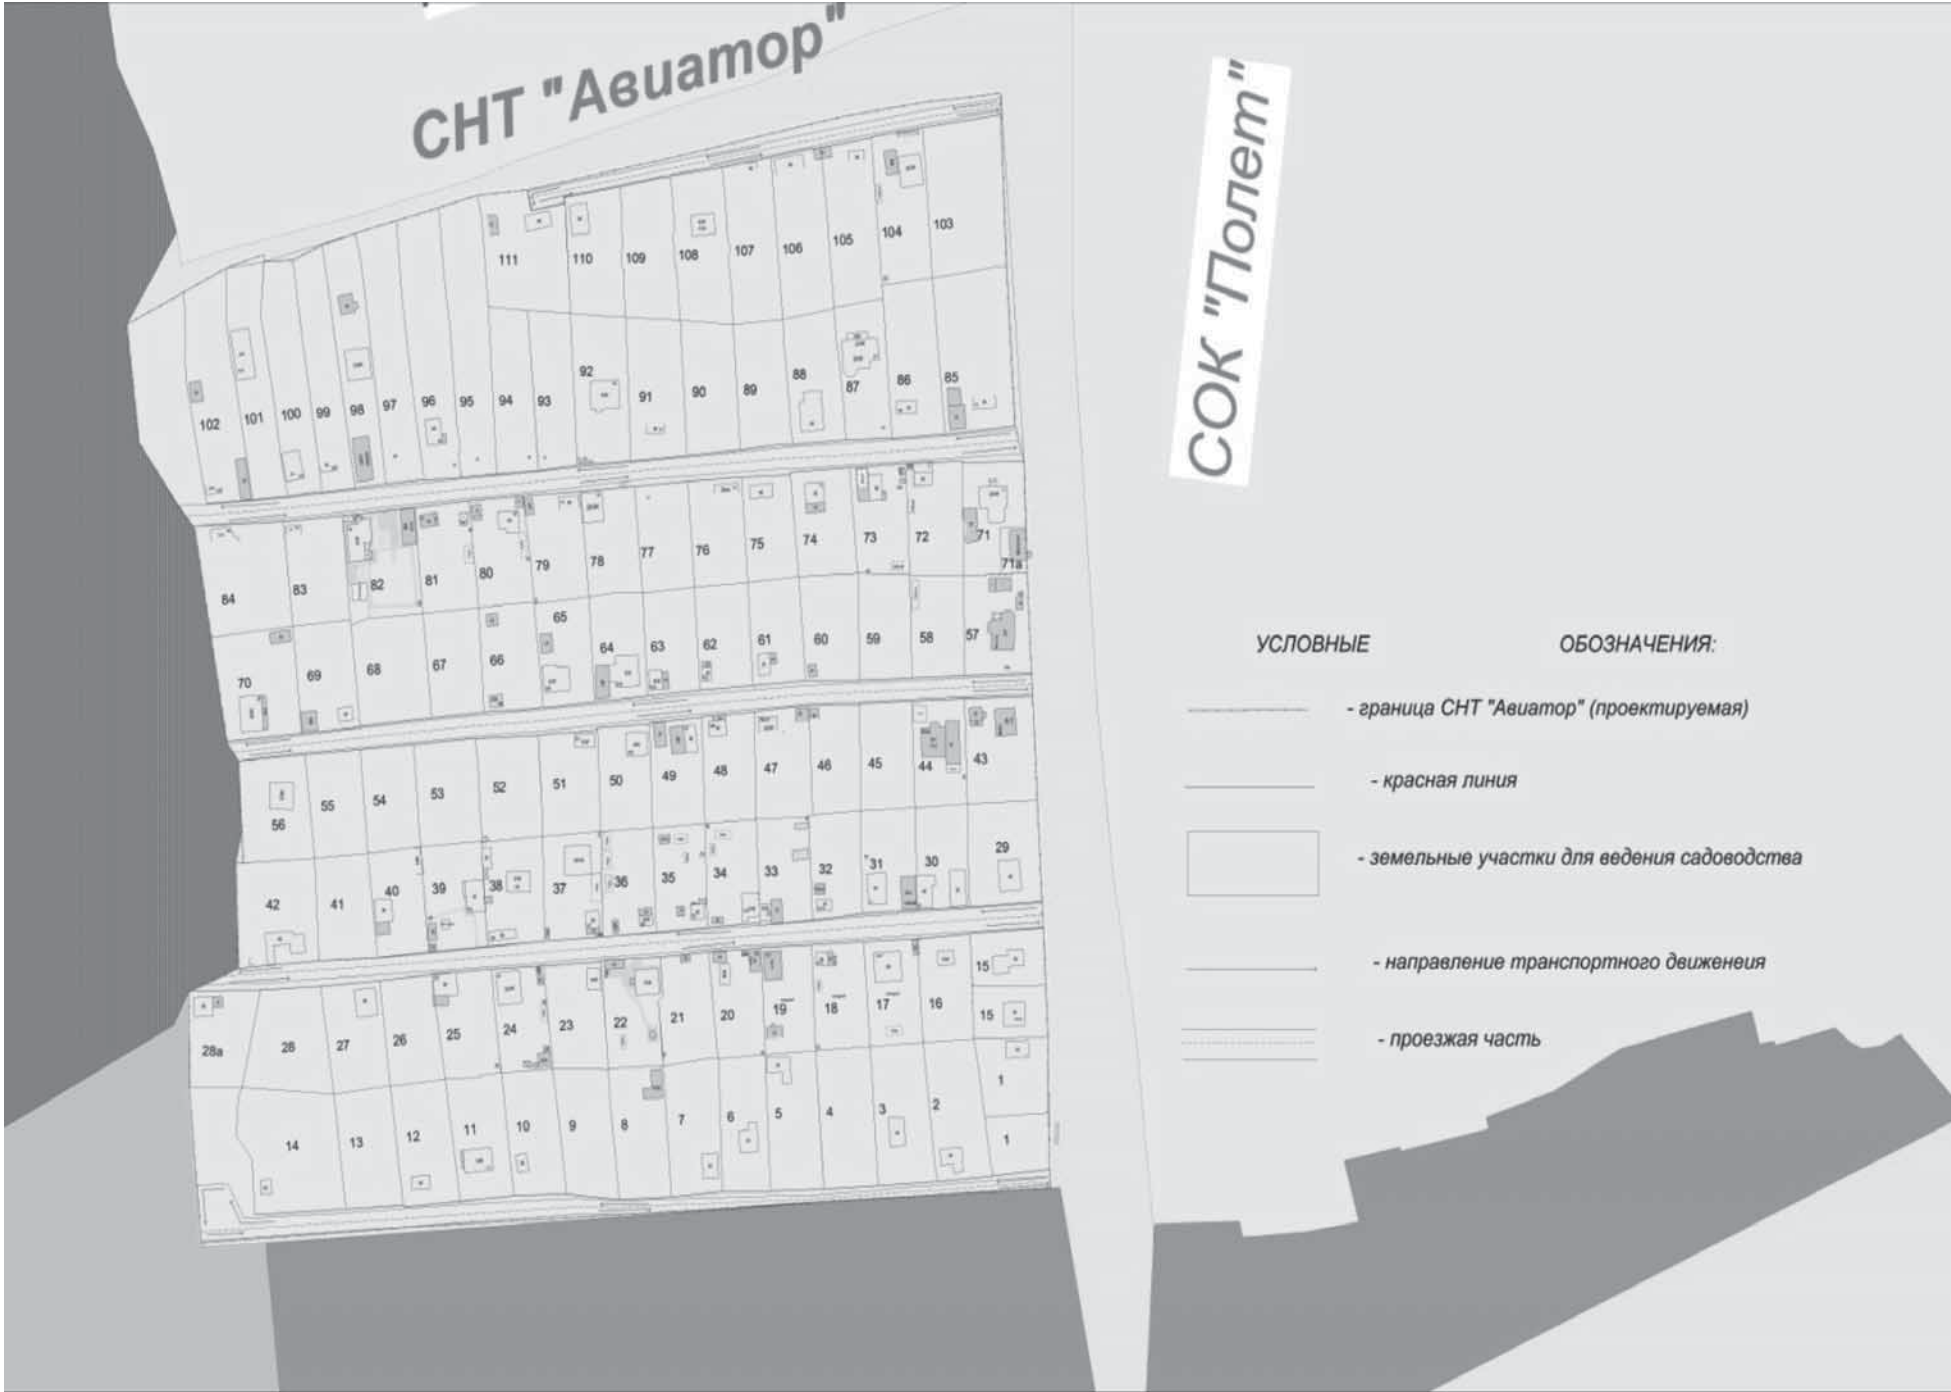 СНТ "Авиатор"
СОК "Полет"
111 110 109 108 107 106 105 104 103
102 101 100 99 98 97 96 95 94 93 92 91 90 89 88 87 86 85
84 83 82 81 80 79 78 77 76 75 74 73 72 71
71а
70 69 68 67 66 65 64 63 62 61 60 59 58 57
56 55 54 53 52 51 50 49 48 47 46 45 44 43
42 41 40 39 38 37 36 35 34 33 32 31 30 29
28а 28 27 26 25 24 23 22 21 20 19 18 17 16 15
15
14 13 12 11 10 9 8 7 6 5 4 3 2 1
1
УСЛОВНЫЕ ОБОЗНАЧЕНИЯ:
- граница СНТ "Авиатор" (проектируемая)
- красная линия
- земельные участки для ведения садоводства
- направление транспортного движенеия
- проезжая часть